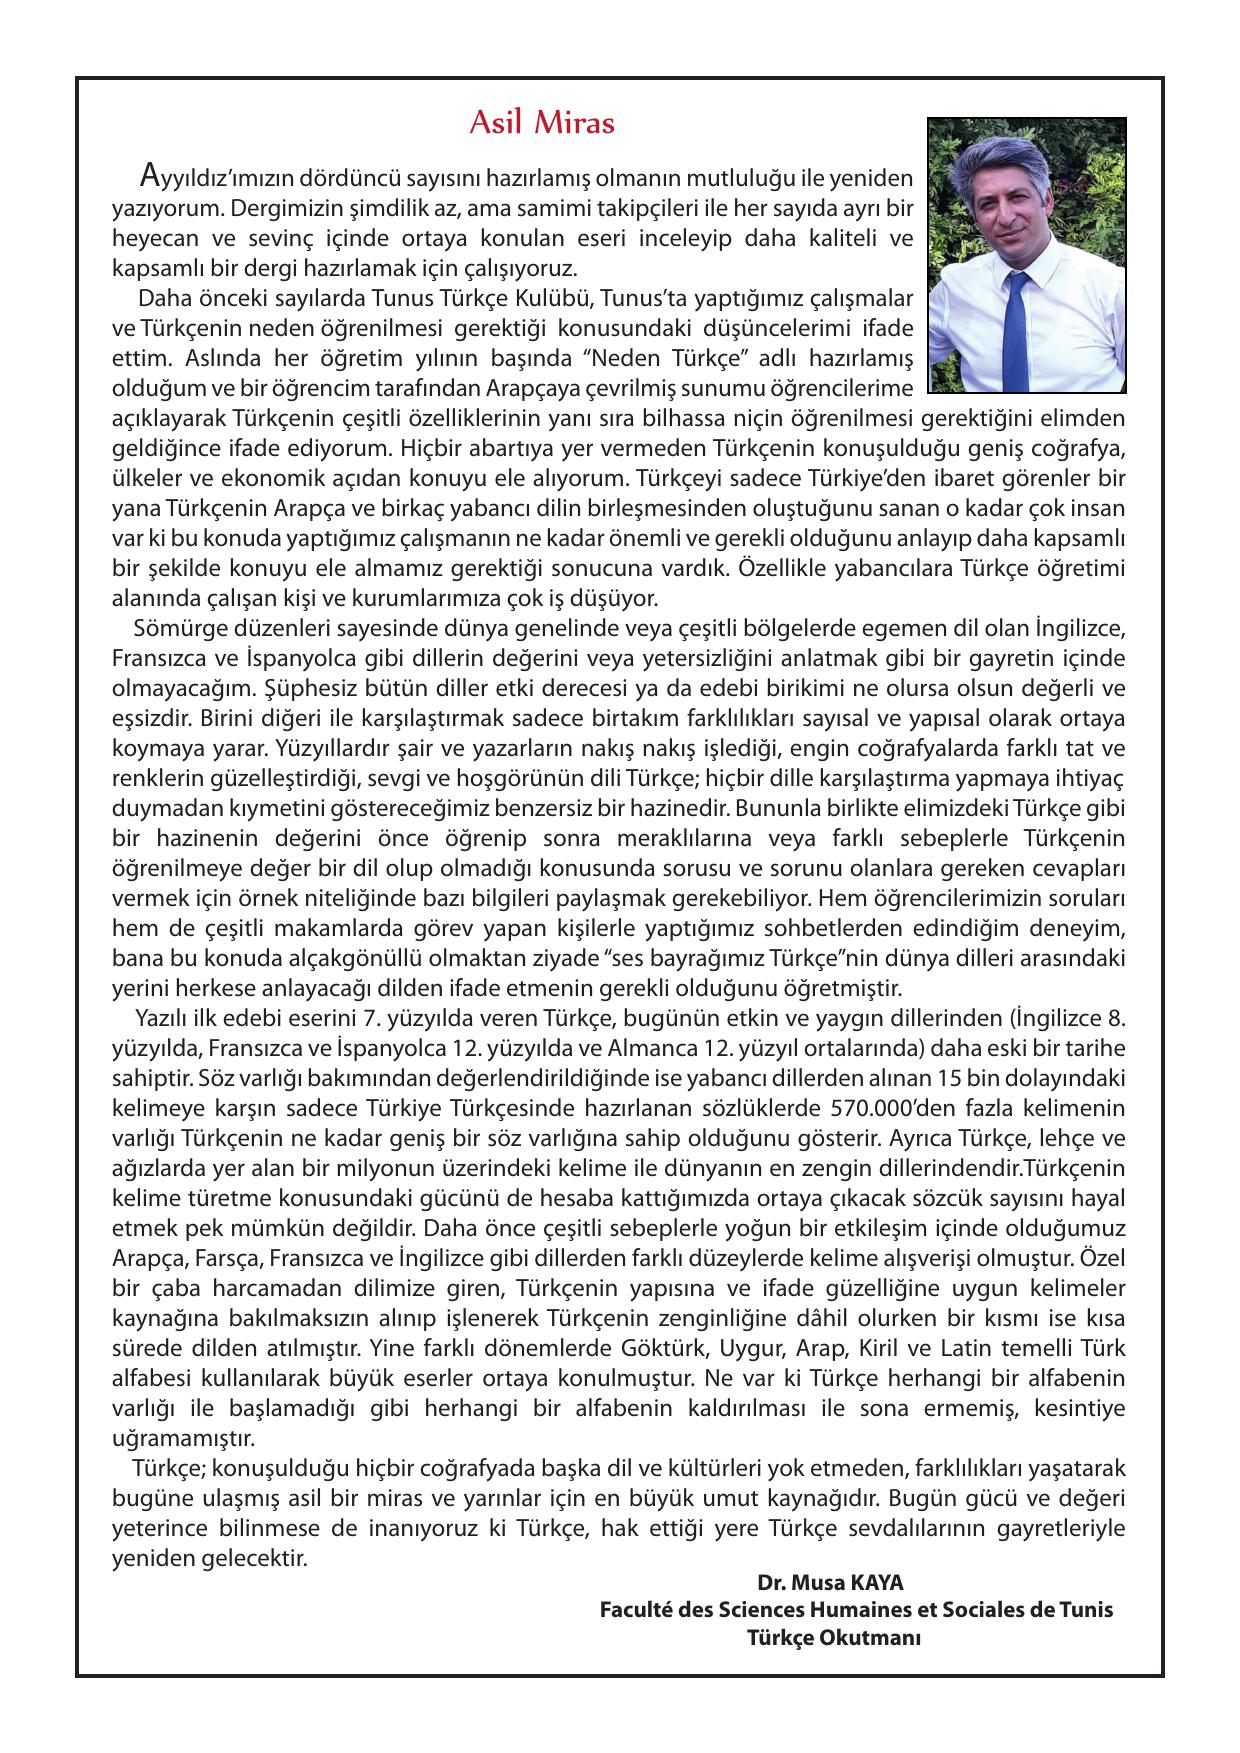 Asil Miras
Ayyıldız’ımızın dördüncü sayısını hazırlamış olmanın mutluluğu ile yeniden
yazıyorum. Dergimizin şimdilik az, ama samimi takipçileri ile her sayıda ayrı bir
heyecan ve sevinç içinde ortaya konulan eseri inceleyip daha kaliteli ve
kapsamlı bir dergi hazırlamak için çalışıyoruz.
Daha önceki sayılarda Tunus Türkçe Kulübü, Tunus’ta yaptığımız çalışmalar
ve Türkçenin neden öğrenilmesi gerektiği konusundaki düşüncelerimi ifade
ettim. Aslında her öğretim yılının başında “Neden Türkçe” adlı hazırlamış
olduğum ve bir öğrencim tarafından Arapçaya çevrilmiş sunumu öğrencilerime
açıklayarak Türkçenin çeşitli özelliklerinin yanı sıra bilhassa niçin öğrenilmesi gerektiğini elimden
geldiğince ifade ediyorum. Hiçbir abartıya yer vermeden Türkçenin konuşulduğu geniş coğrafya,
ülkeler ve ekonomik açıdan konuyu ele alıyorum. Türkçeyi sadece Türkiye’den ibaret görenler bir
yana Türkçenin Arapça ve birkaç yabancı dilin birleşmesinden oluştuğunu sanan o kadar çok insan
var ki bu konuda yaptığımız çalışmanın ne kadar önemli ve gerekli olduğunu anlayıp daha kapsamlı
bir şekilde konuyu ele almamız gerektiği sonucuna vardık. Özellikle yabancılara Türkçe öğretimi
alanında çalışan kişi ve kurumlarımıza çok iş düşüyor.
Sömürge düzenleri sayesinde dünya genelinde veya çeşitli bölgelerde egemen dil olan İngilizce,
Fransızca ve İspanyolca gibi dillerin değerini veya yetersizliğini anlatmak gibi bir gayretin içinde
olmayacağım. Şüphesiz bütün diller etki derecesi ya da edebi birikimi ne olursa olsun değerli ve
eşsizdir. Birini diğeri ile karşılaştırmak sadece birtakım farklılıkları sayısal ve yapısal olarak ortaya
koymaya yarar. Yüzyıllardır şair ve yazarların nakış nakış işlediği, engin coğrafyalarda farklı tat ve
renklerin güzelleştirdiği, sevgi ve hoşgörünün dili Türkçe; hiçbir dille karşılaştırma yapmaya ihtiyaç
duymadan kıymetini göstereceğimiz benzersiz bir hazinedir. Bununla birlikte elimizdeki Türkçe gibi
bir hazinenin değerini önce öğrenip sonra meraklılarına veya farklı sebeplerle Türkçenin
öğrenilmeye değer bir dil olup olmadığı konusunda sorusu ve sorunu olanlara gereken cevapları
vermek için örnek niteliğinde bazı bilgileri paylaşmak gerekebiliyor. Hem öğrencilerimizin soruları
hem de çeşitli makamlarda görev yapan kişilerle yaptığımız sohbetlerden edindiğim deneyim,
bana bu konuda alçakgönüllü olmaktan ziyade “ses bayrağımız Türkçe”nin dünya dilleri arasındaki
yerini herkese anlayacağı dilden ifade etmenin gerekli olduğunu öğretmiştir.
Yazılı ilk edebi eserini 7. yüzyılda veren Türkçe, bugünün etkin ve yaygın dillerinden (İngilizce 8.
yüzyılda, Fransızca ve İspanyolca 12. yüzyılda ve Almanca 12. yüzyıl ortalarında) daha eski bir tarihe
sahiptir. Söz varlığı bakımından değerlendirildiğinde ise yabancı dillerden alınan 15 bin dolayındaki
kelimeye karşın sadece Türkiye Türkçesinde hazırlanan sözlüklerde 570.000’den fazla kelimenin
varlığı Türkçenin ne kadar geniş bir söz varlığına sahip olduğunu gösterir. Ayrıca Türkçe, lehçe ve
ağızlarda yer alan bir milyonun üzerindeki kelime ile dünyanın en zengin dillerindendir.Türkçenin
kelime türetme konusundaki gücünü de hesaba kattığımızda ortaya çıkacak sözcük sayısını hayal
etmek pek mümkün değildir. Daha önce çeşitli sebeplerle yoğun bir etkileşim içinde olduğumuz
Arapça, Farsça, Fransızca ve İngilizce gibi dillerden farklı düzeylerde kelime alışverişi olmuştur. Özel
bir çaba harcamadan dilimize giren, Türkçenin yapısına ve ifade güzelliğine uygun kelimeler
kaynağına bakılmaksızın alınıp işlenerek Türkçenin zenginliğine dâhil olurken bir kısmı ise kısa
sürede dilden atılmıştır. Yine farklı dönemlerde Göktürk, Uygur, Arap, Kiril ve Latin temelli Türk
alfabesi kullanılarak büyük eserler ortaya konulmuştur. Ne var ki Türkçe herhangi bir alfabenin
varlığı ile başlamadığı gibi herhangi bir alfabenin kaldırılması ile sona ermemiş, kesintiye
uğramamıştır.
Türkçe; konuşulduğu hiçbir coğrafyada başka dil ve kültürleri yok etmeden, farklılıkları yaşatarak
bugüne ulaşmış asil bir miras ve yarınlar için en büyük umut kaynağıdır. Bugün gücü ve değeri
yeterince bilinmese de inanıyoruz ki Türkçe, hak ettiği yere Türkçe sevdalılarının gayretleriyle
yeniden gelecektir.
Dr. Musa KAYA
Faculté des Sciences Humaines et Sociales de Tunis
Türkçe Okutmanı